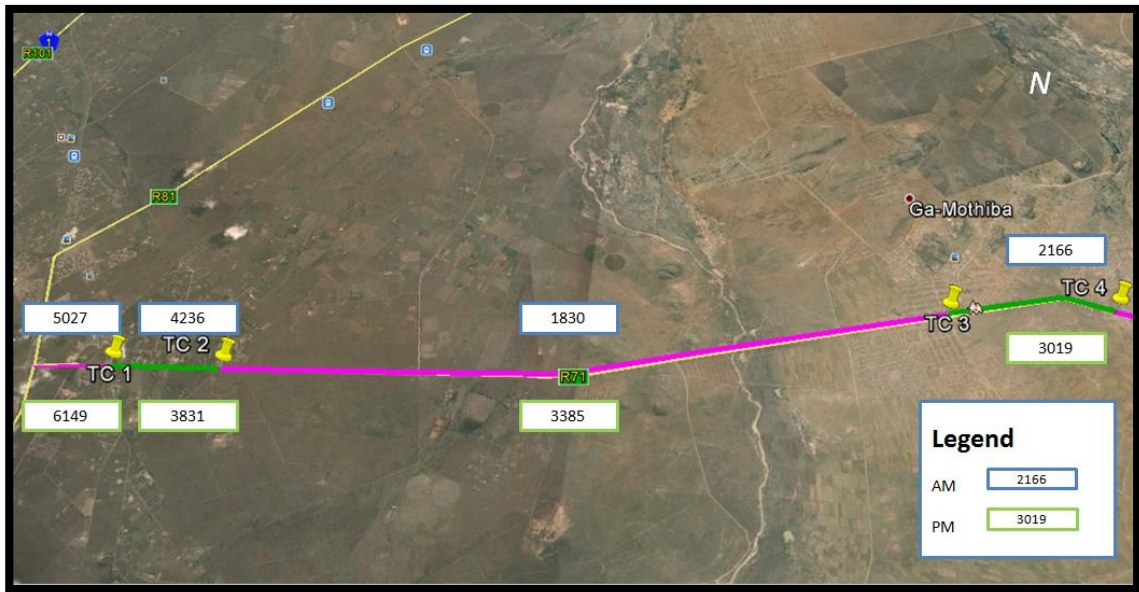 1
R101
N
R81
Ga-Mothiba
2166
5027
4236
1830
TC 4
TC 2
TC 3
TC 1
R71
3019
6149
3831
3385
Legend
AM
2166
PM
3019